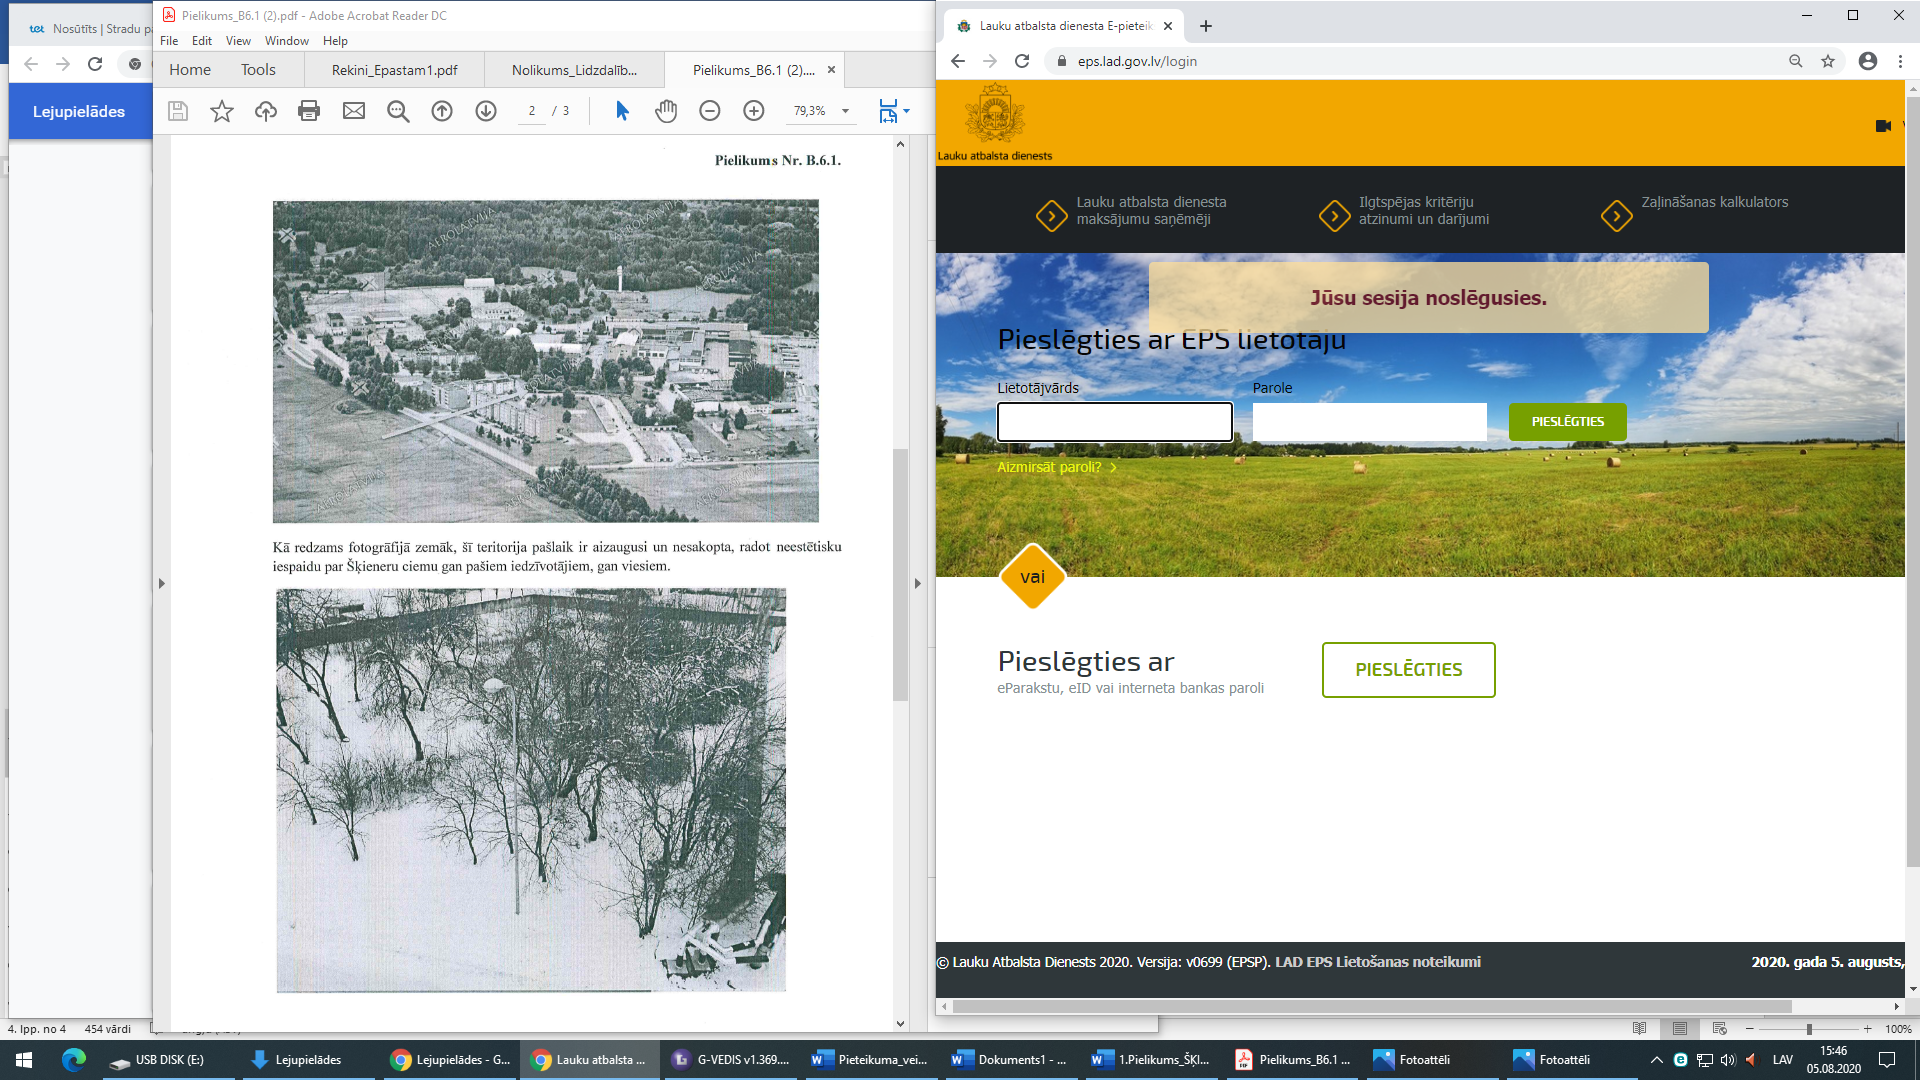 tet Nosūtīts | Stradu pa
Lejupielādes
Pielikums_B6.1 (2).pdf - Adobe Acrobat Reader DC
File Edit View Window Help
Home Tools Rekini_Epastam1.pdf Nolikums_Lidzdalīb... Pielikums_B6.1 (2)....
2 / 3 79,3%
Pielikums Nr. B.6.1.
AEROLATVIJA
Kā redzams fotogrāfijā zemāk, šī teritorija pašlaik ir aizaugusi un nesakopta, radot neestētisku
iespaidu par Šķieneru ciemu gan pašiem iedzīvotājiem, gan viesiem.
Lauku atbalsta dienesta E-pieteik
eps.lad.gov.lv/login
Lauku atbalsta dienests
Lauku atbalsta dienesta
maksājumu saņēmēji
Ilgtspējas kritēriju
atzinumi un darījumi
Zaļināšanas kalkulators
Jūsu sesija noslēgusies.
Pieslēgties ar EPS lietotāju
Lietotājvārds Parole
PIESLĒGTIES
Aizmirsāt paroli?
vai
Pieslēgties ar
eParakstu, eID vai interneta bankas paroli
PIESLĒGTIES
© Lauku Atbalsta Dienests 2020. Versija: v0699 (EPSP). LAD EPS Lietošanas noteikumi 2020. gada 5. augusts,
4. lpp. no 4 454 vārdi 100%
USB DISK (E:) Lejupielādes Lejupielādes - G... Lauku atbalsta ... G-VEDIS v1.369.... Pieteikuma_vei... Dokuments1 - ... 1.Pielikums_ŠĶI... Pielikums_B6.1 ... Fotoattēli Fotoattēli LAV 15:46
05.08.2020